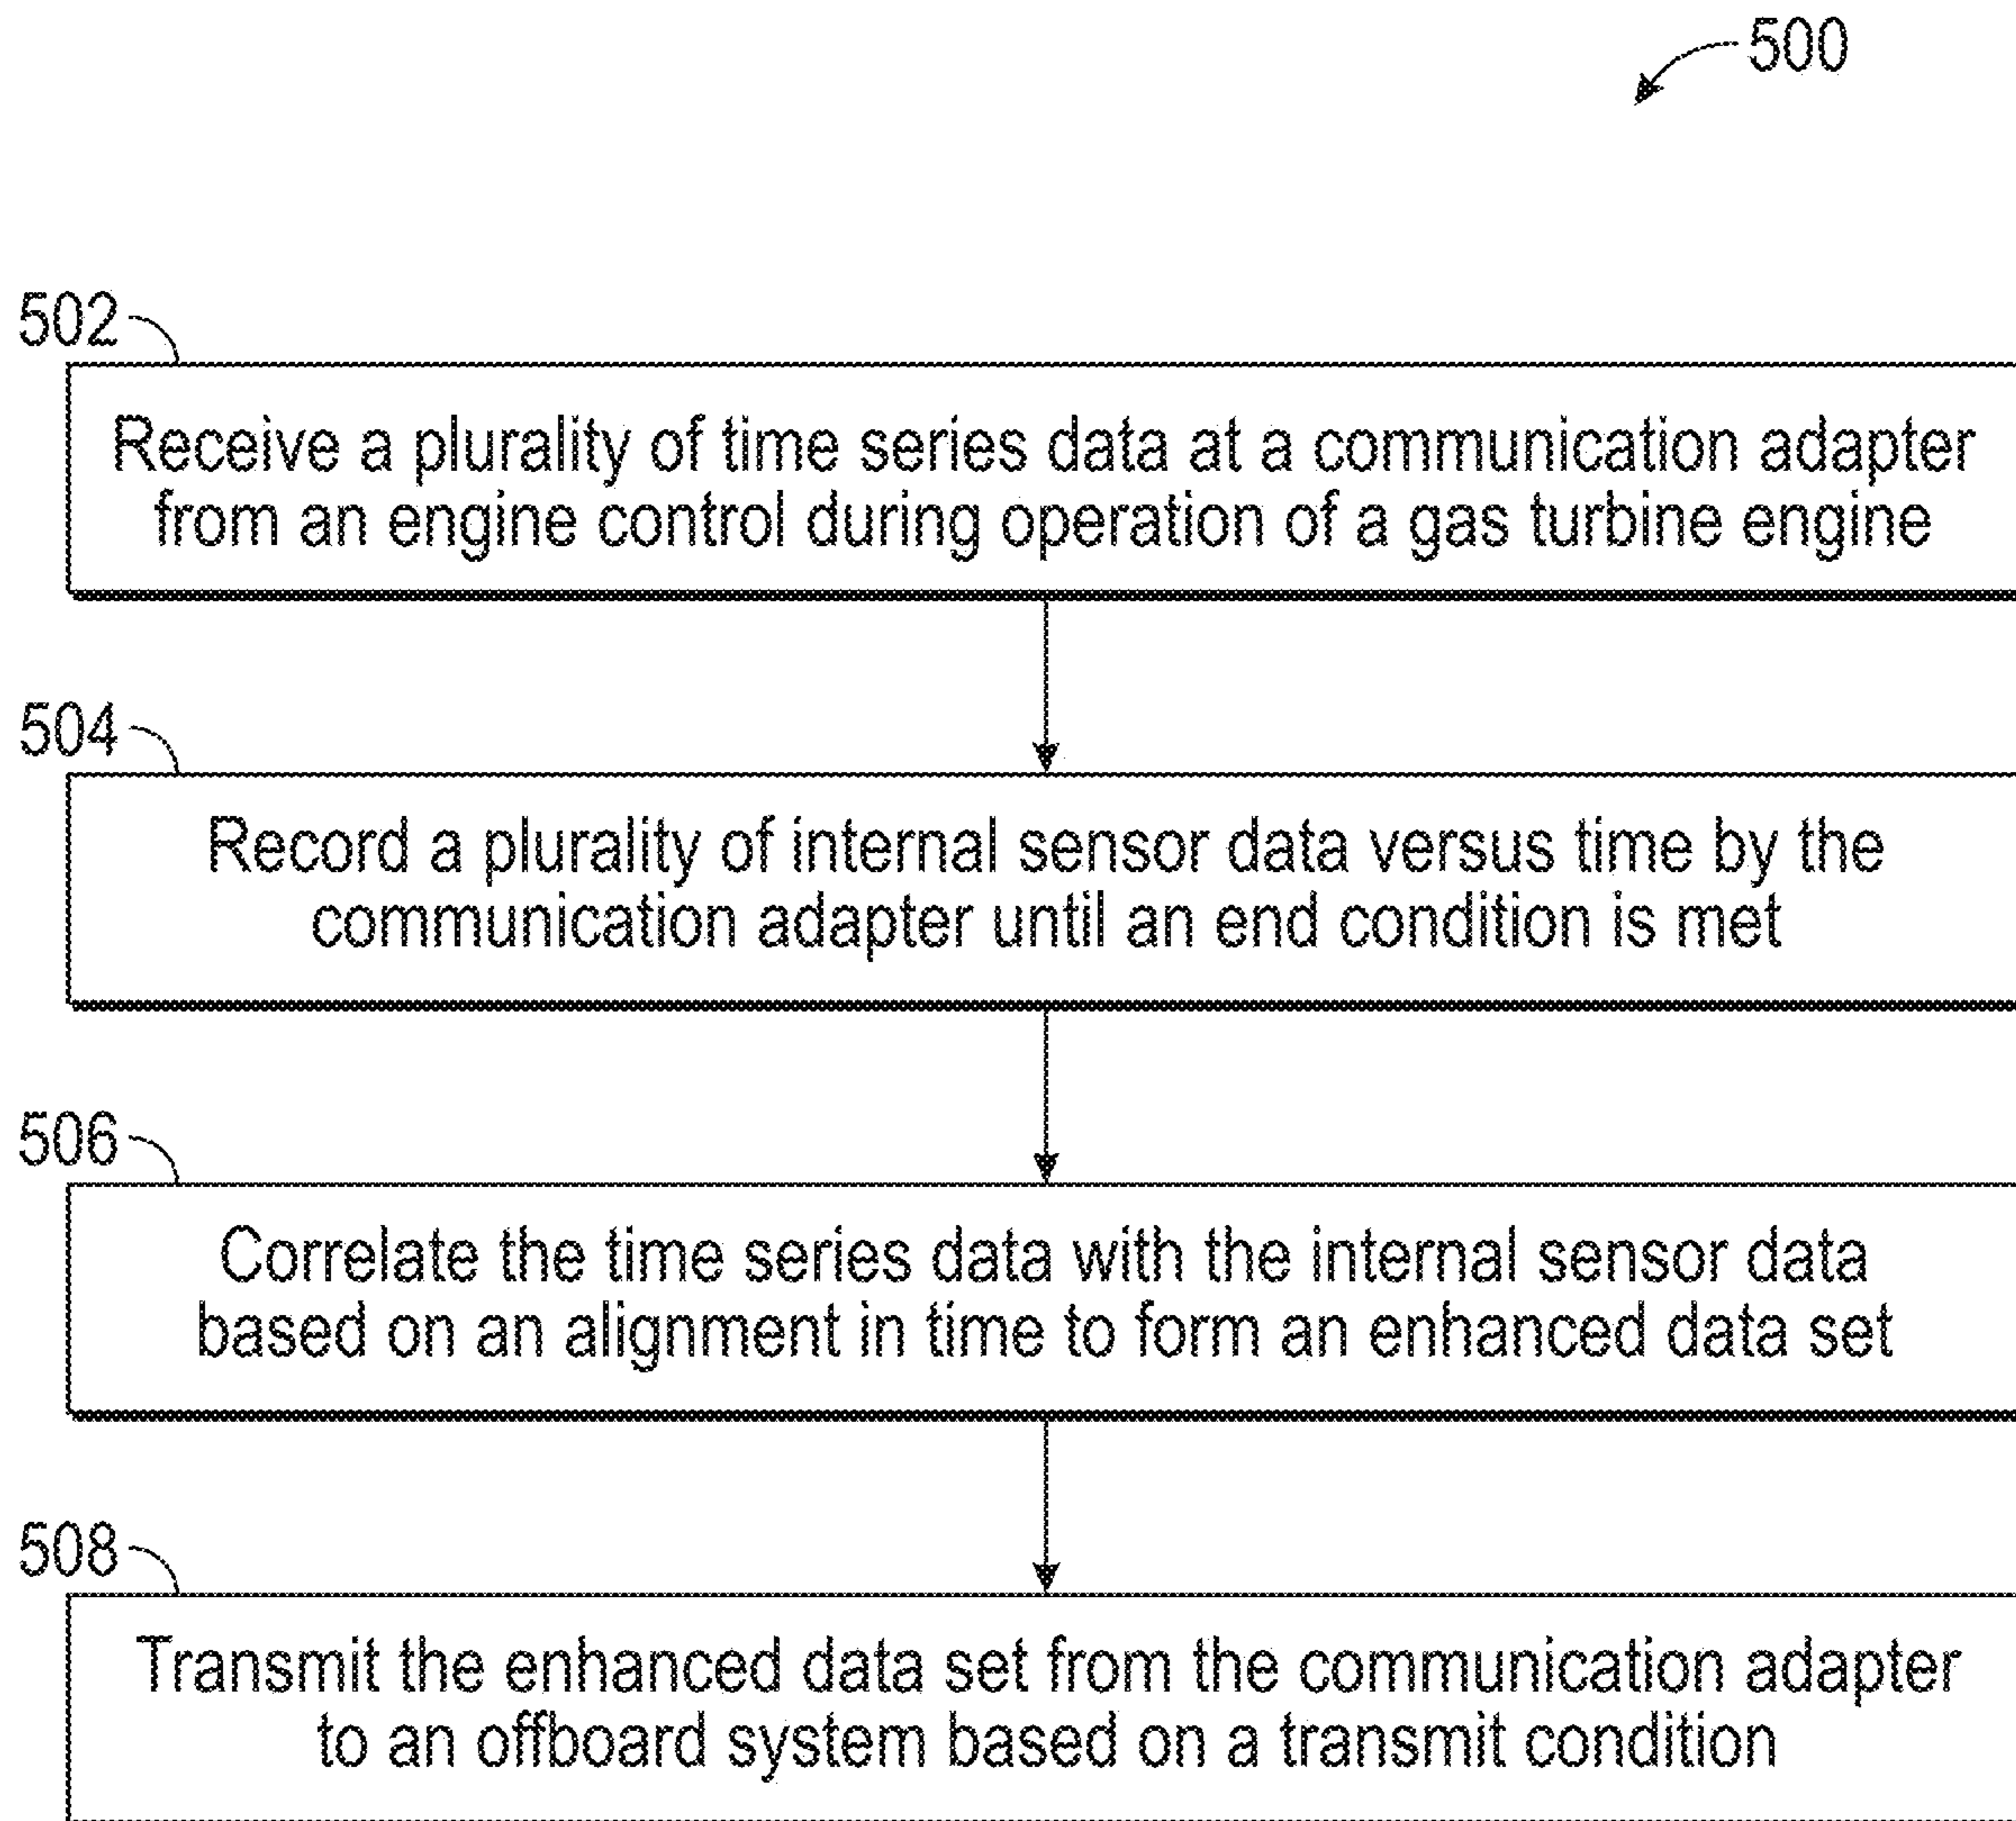 500
502
Receive a plurality of time series data at a communication adapter
from an engine control during operation of a gas turbine engine
504
Record a plurality of internal sensor data versus time by the
communication adapter until an end condition is met
506
Correlate the time series data with the internal sensor data
based on an alignment in time to form an enhanced data set
508
Transmit the enhanced data set from the communication adapter
to an offboard system based on a transmit condition